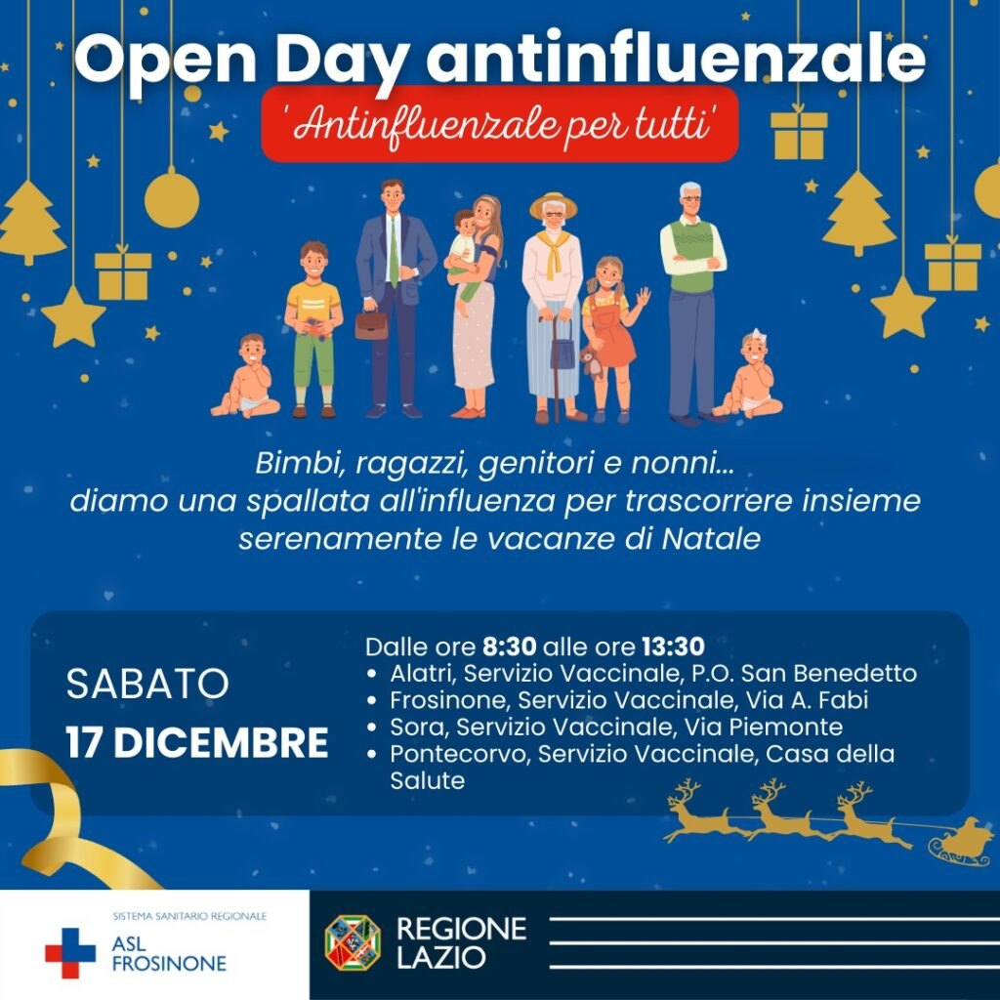 Open Day antinfluenzale
'Antinfluenzale per tutti'
Bimbi, ragazzi, genitori e nonni...
diamo una spallata all'influenza per trascorrere insieme
serenamente le vacanze di Natale
SABATO
17 DICEMBRE
Dalle ore 8:30 alle ore 13:30
• Alatri, Servizio Vaccinale, P.O. San Benedetto
• Frosinone, Servizio Vaccinale, Via A. Fabi
• Sora, Servizio Vaccinale, Via Piemonte
• Pontecorvo, Servizio Vaccinale, Casa della
Salute
SISTEMA SANITARIO REGIONALE
ASL
FROSINONE
REGIONE
LAZIO